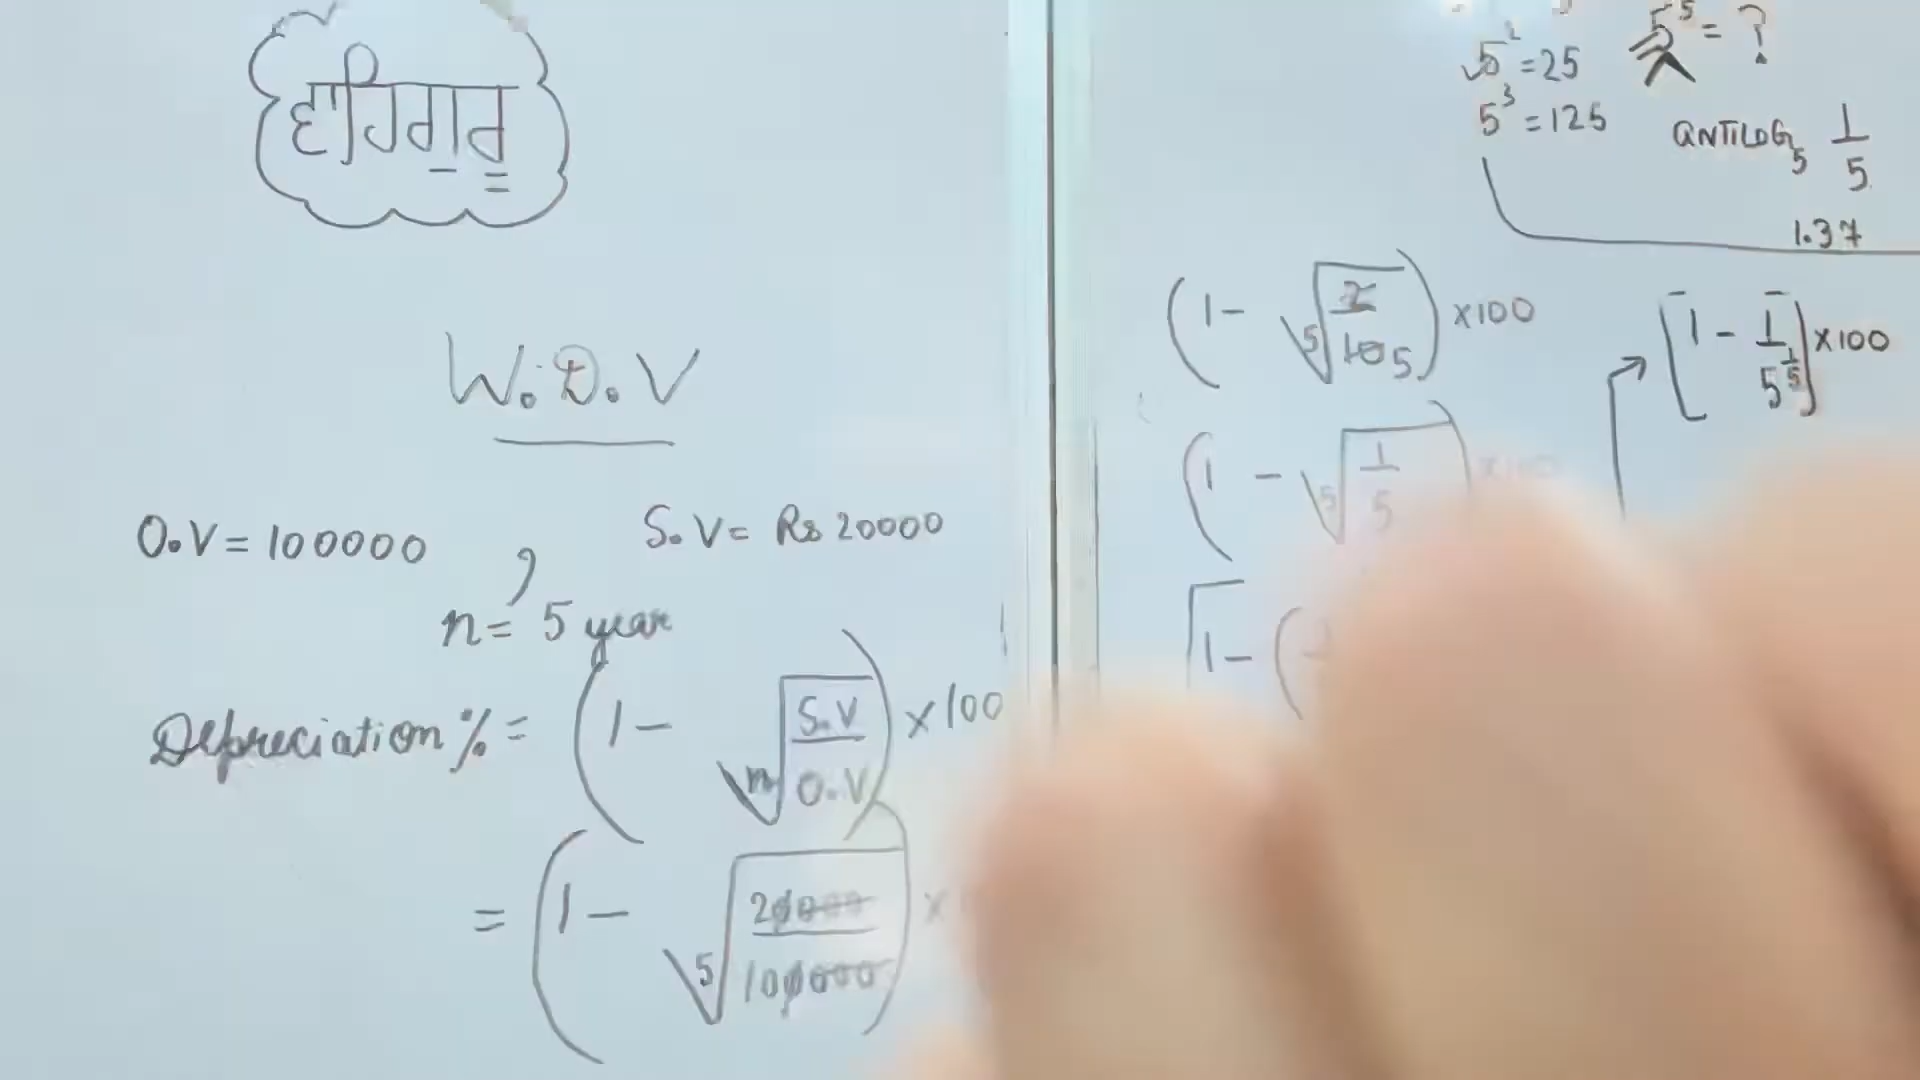 ਵਾਹਿਗੁਰੂ
W.D.V
O.V = 100000 , S.V = Rs 20000
n = 5 year
Depreciation % = (1 - ⁿ√(S.V/O.V)) × 100
= (1 - ⁵√(20000/100000)) ×
5² = 25
5³ = 125
5⁵ = ?
ANTILOG₅ 1/5
1.37
(1 - ⁵√(2/10 5)) × 100
(1 - ⁵√(1/5)) × 100
[1 - (
[1 - 1/5^(1/5)] × 100